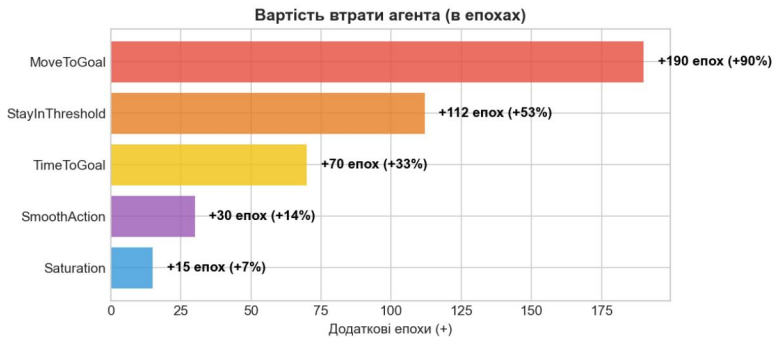 Вартість втрати агента (в епохах)
MoveToGoal
+190 епох (+90%)
StayInThreshold
+112 епох (+53%)
TimeToGoal
+70 епох (+33%)
SmoothAction
+30 епох (+14%)
Saturation
+15 епох (+7%)
0 25 50 75 100 125 150 175
Додаткові епохи (+)